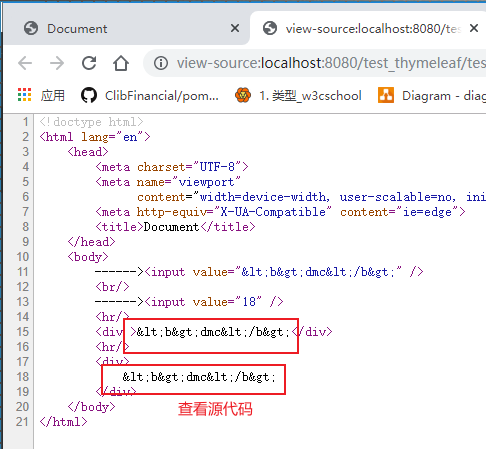 Document
view-source:localhost:8080/tes
localhost:8080/test_thymeleaf/tes
应用
ClibFinancial/pom...
1. 类型_w3cschool
Diagram - diag
1 <!doctype html>
2 <html lang="en">
3 <head>
4 <meta charset="UTF-8">
5 <meta name="viewport"
6 content="width=device-width, user-scalable=no, ini
7 <meta http-equiv="X-UA-Compatible" content="ie=edge">
8 <title>Document</title>
9 </head>
10 <body>
11 ------><input value="&lt;b&gt;dmc&lt;/b&gt;" />
12 <br/>
13 ------><input value="18" />
14 <hr/>
15 <div >&lt;b&gt;dmc&lt;/b&gt;</div>
16 <hr/>
17 <div>
18 &lt;b&gt;dmc&lt;/b&gt;
19 </div>
20 </body>
21 </html>
查看源代码